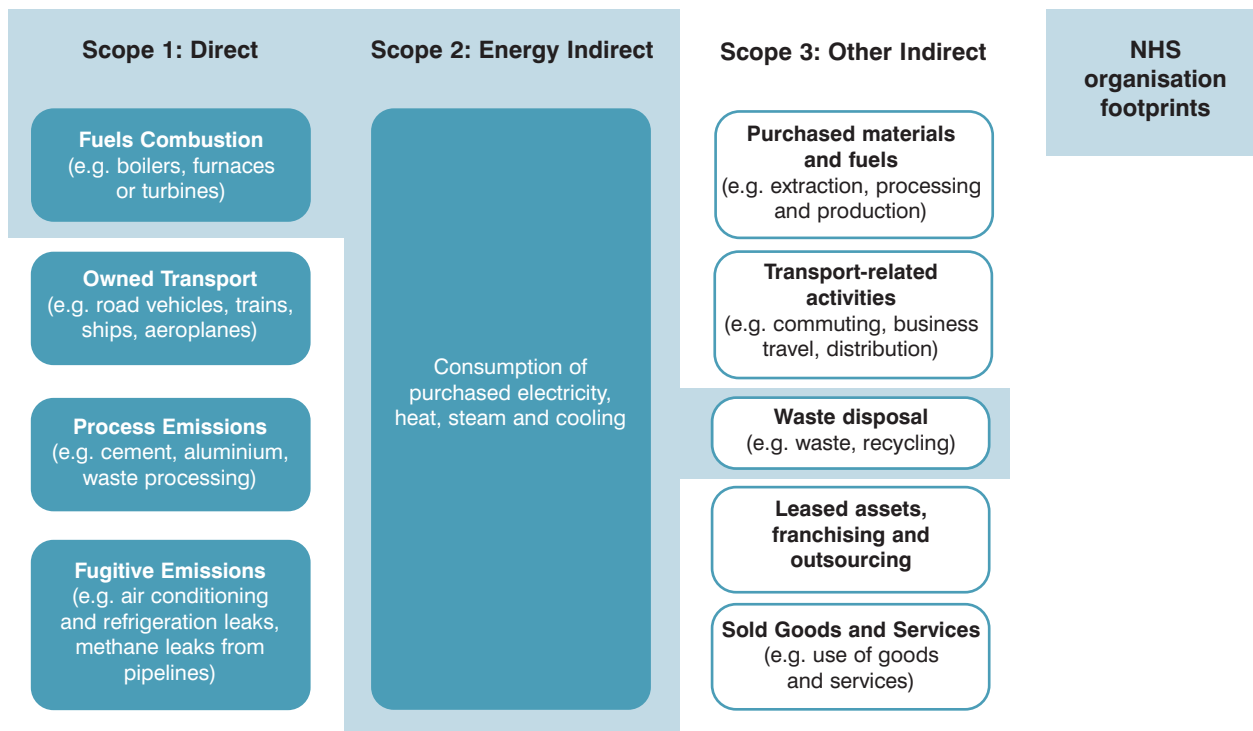 Scope 1: Direct
Fuels Combustion
(e.g. boilers, furnaces
or turbines)
Owned Transport
(e.g. road vehicles, trains,
ships, aeroplanes)
Process Emissions
(e.g. cement, aluminium,
waste processing)
Fugitive Emissions
(e.g. air conditioning
and refrigeration leaks,
methane leaks from
pipelines)
Scope 2: Energy Indirect
Consumption of
purchased electricity,
heat, steam and cooling
Scope 3: Other Indirect
Purchased materials
and fuels
(e.g. extraction, processing
and production)
Transport-related
activities
(e.g. commuting, business
travel, distribution)
Waste disposal
(e.g. waste, recycling)
Leased assets,
franchising and
outsourcing
Sold Goods and Services
(e.g. use of goods
and services)
NHS
organisation
footprints